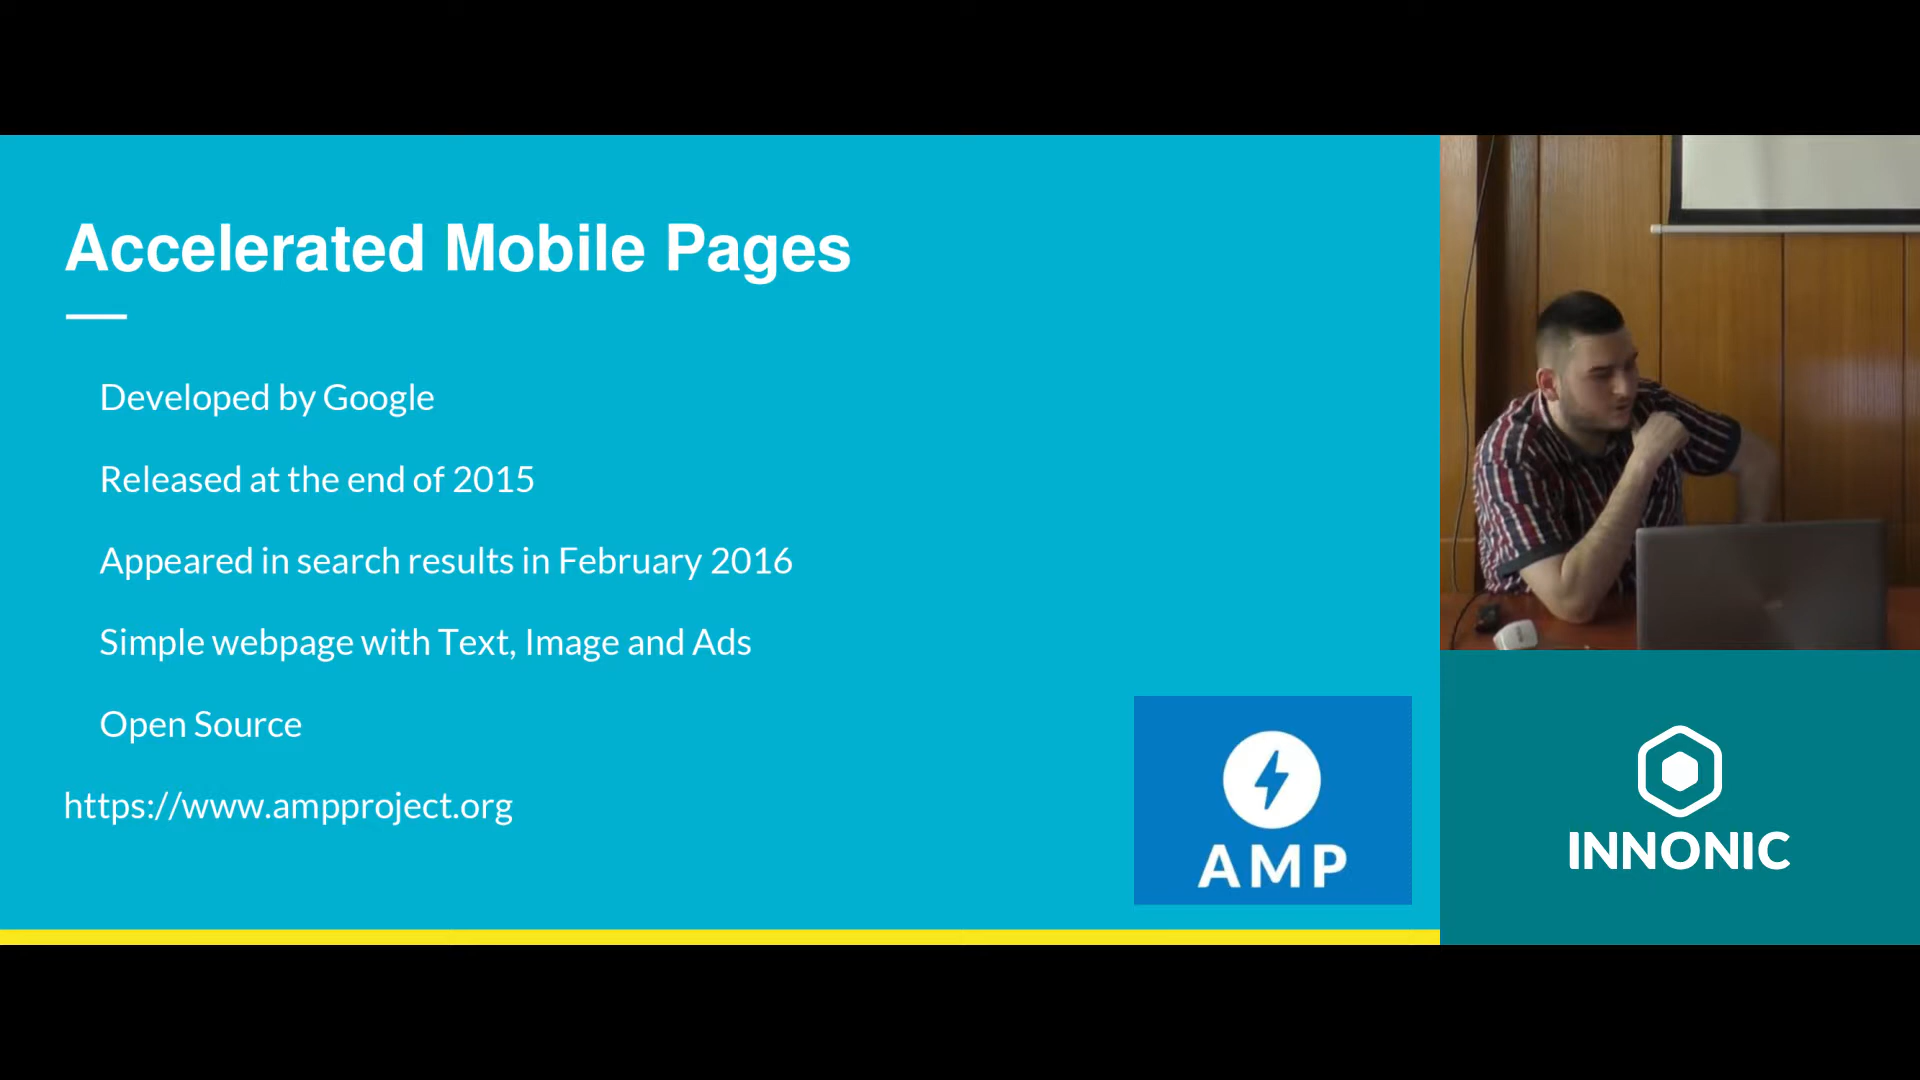 Accelerated Mobile Pages
Developed by Google
Released at the end of 2015
Appeared in search results in February 2016
Simple webpage with Text, Image and Ads
Open Source
https://www.ampproject.org
AMP
INNONIC